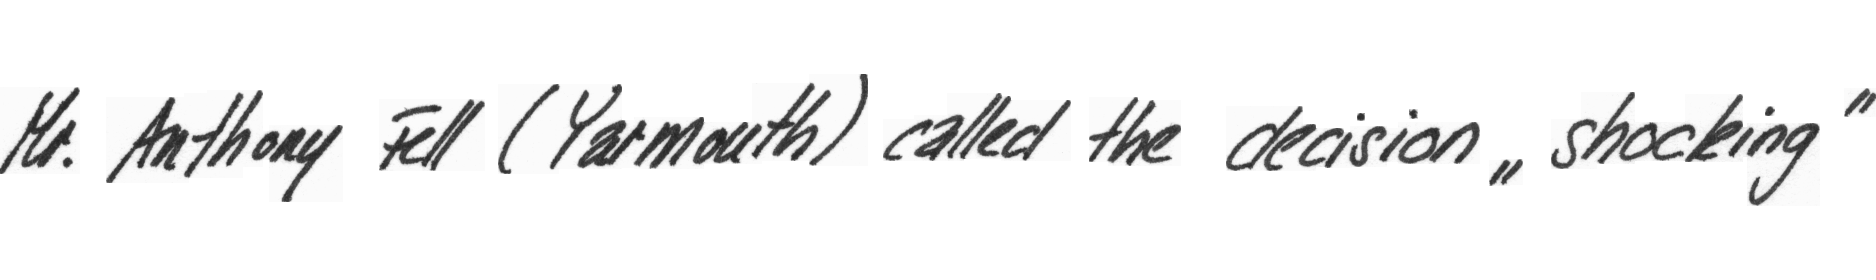 Mr. Anthony Fell (Yarmouth) called the decision „ shocking "